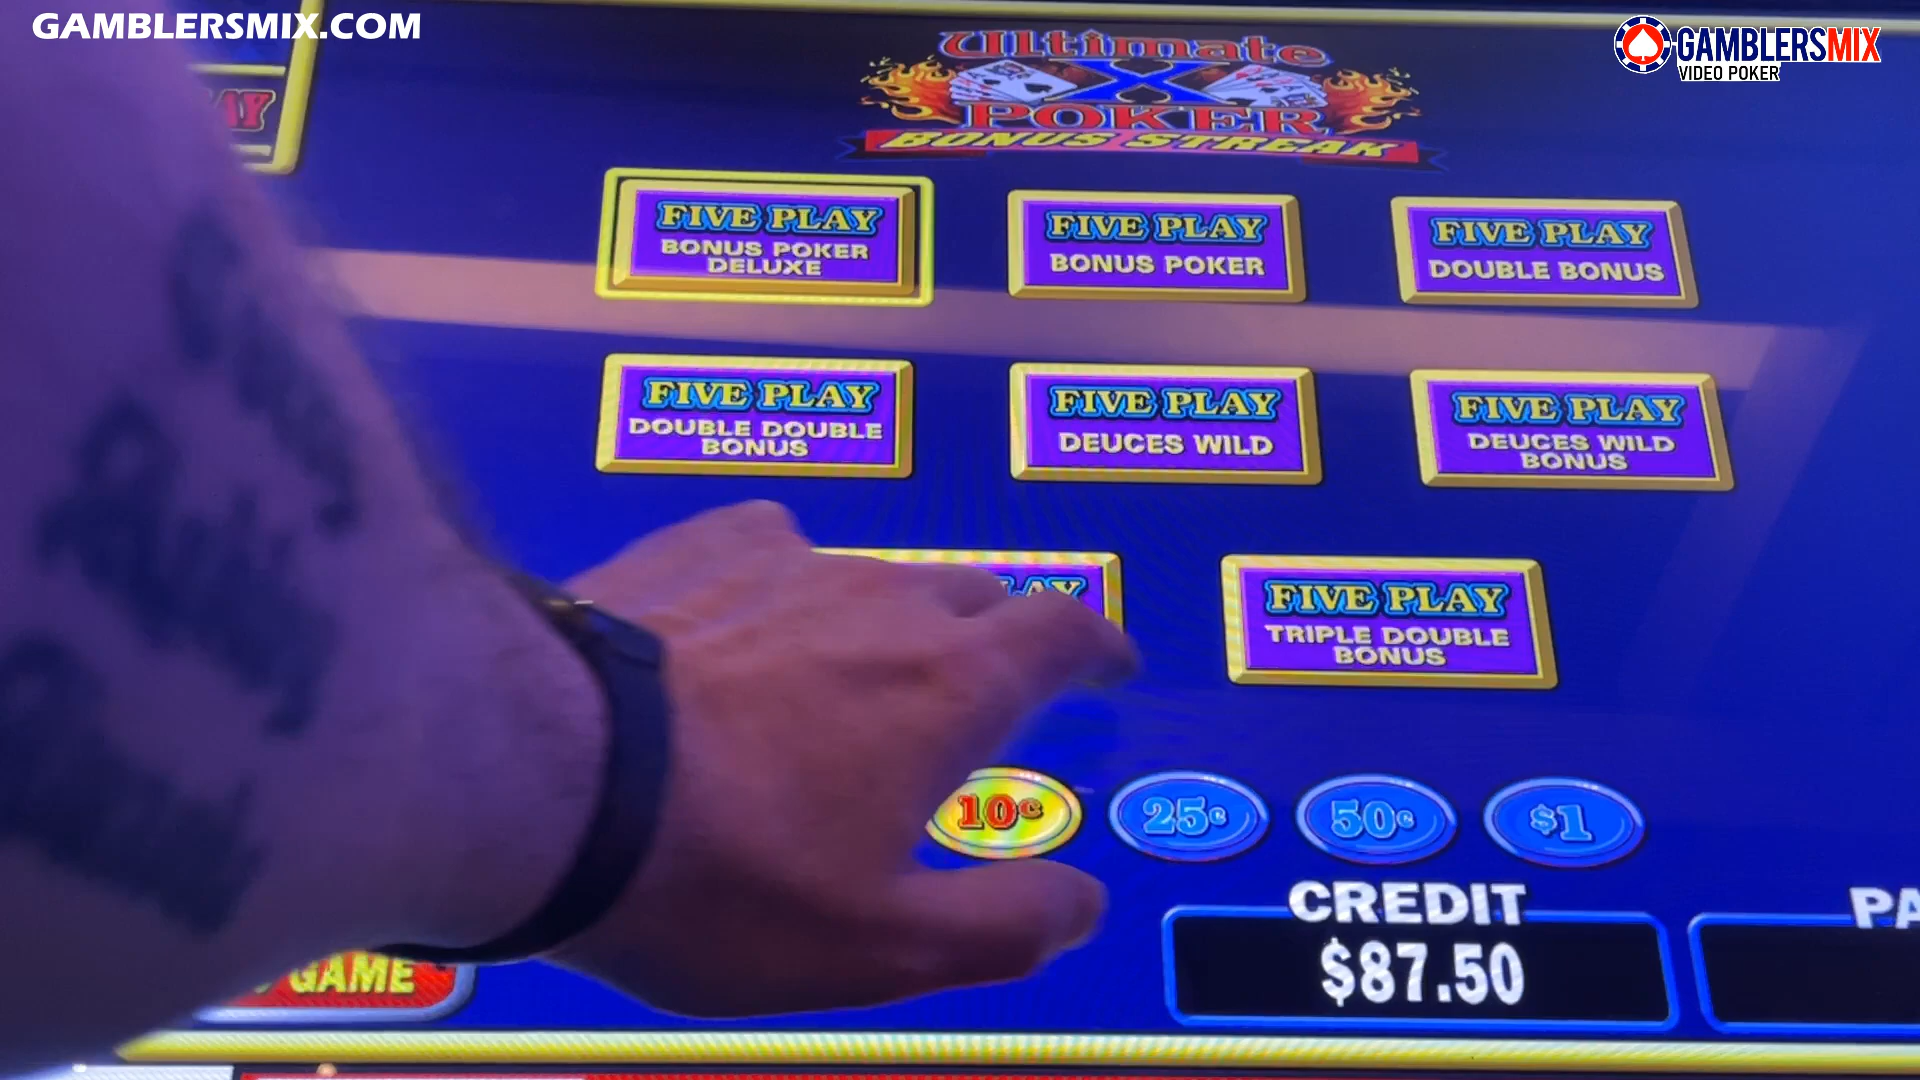 GAMBLERSMIX.COM
GAMBLERSMIX
VIDEO POKER
Ultimate
X
POKER
BONUS STREAK
FIVE PLAY
BONUS POKER
DELUXE
FIVE PLAY
BONUS POKER
FIVE PLAY
DOUBLE BONUS
FIVE PLAY
DOUBLE DOUBLE
BONUS
FIVE PLAY
DEUCES WILD
FIVE PLAY
DEUCES WILD
BONUS
FIVE PLAY
TRIPLE DOUBLE
BONUS
10¢
25¢
50¢
$1
CREDIT
$87.50
GAME